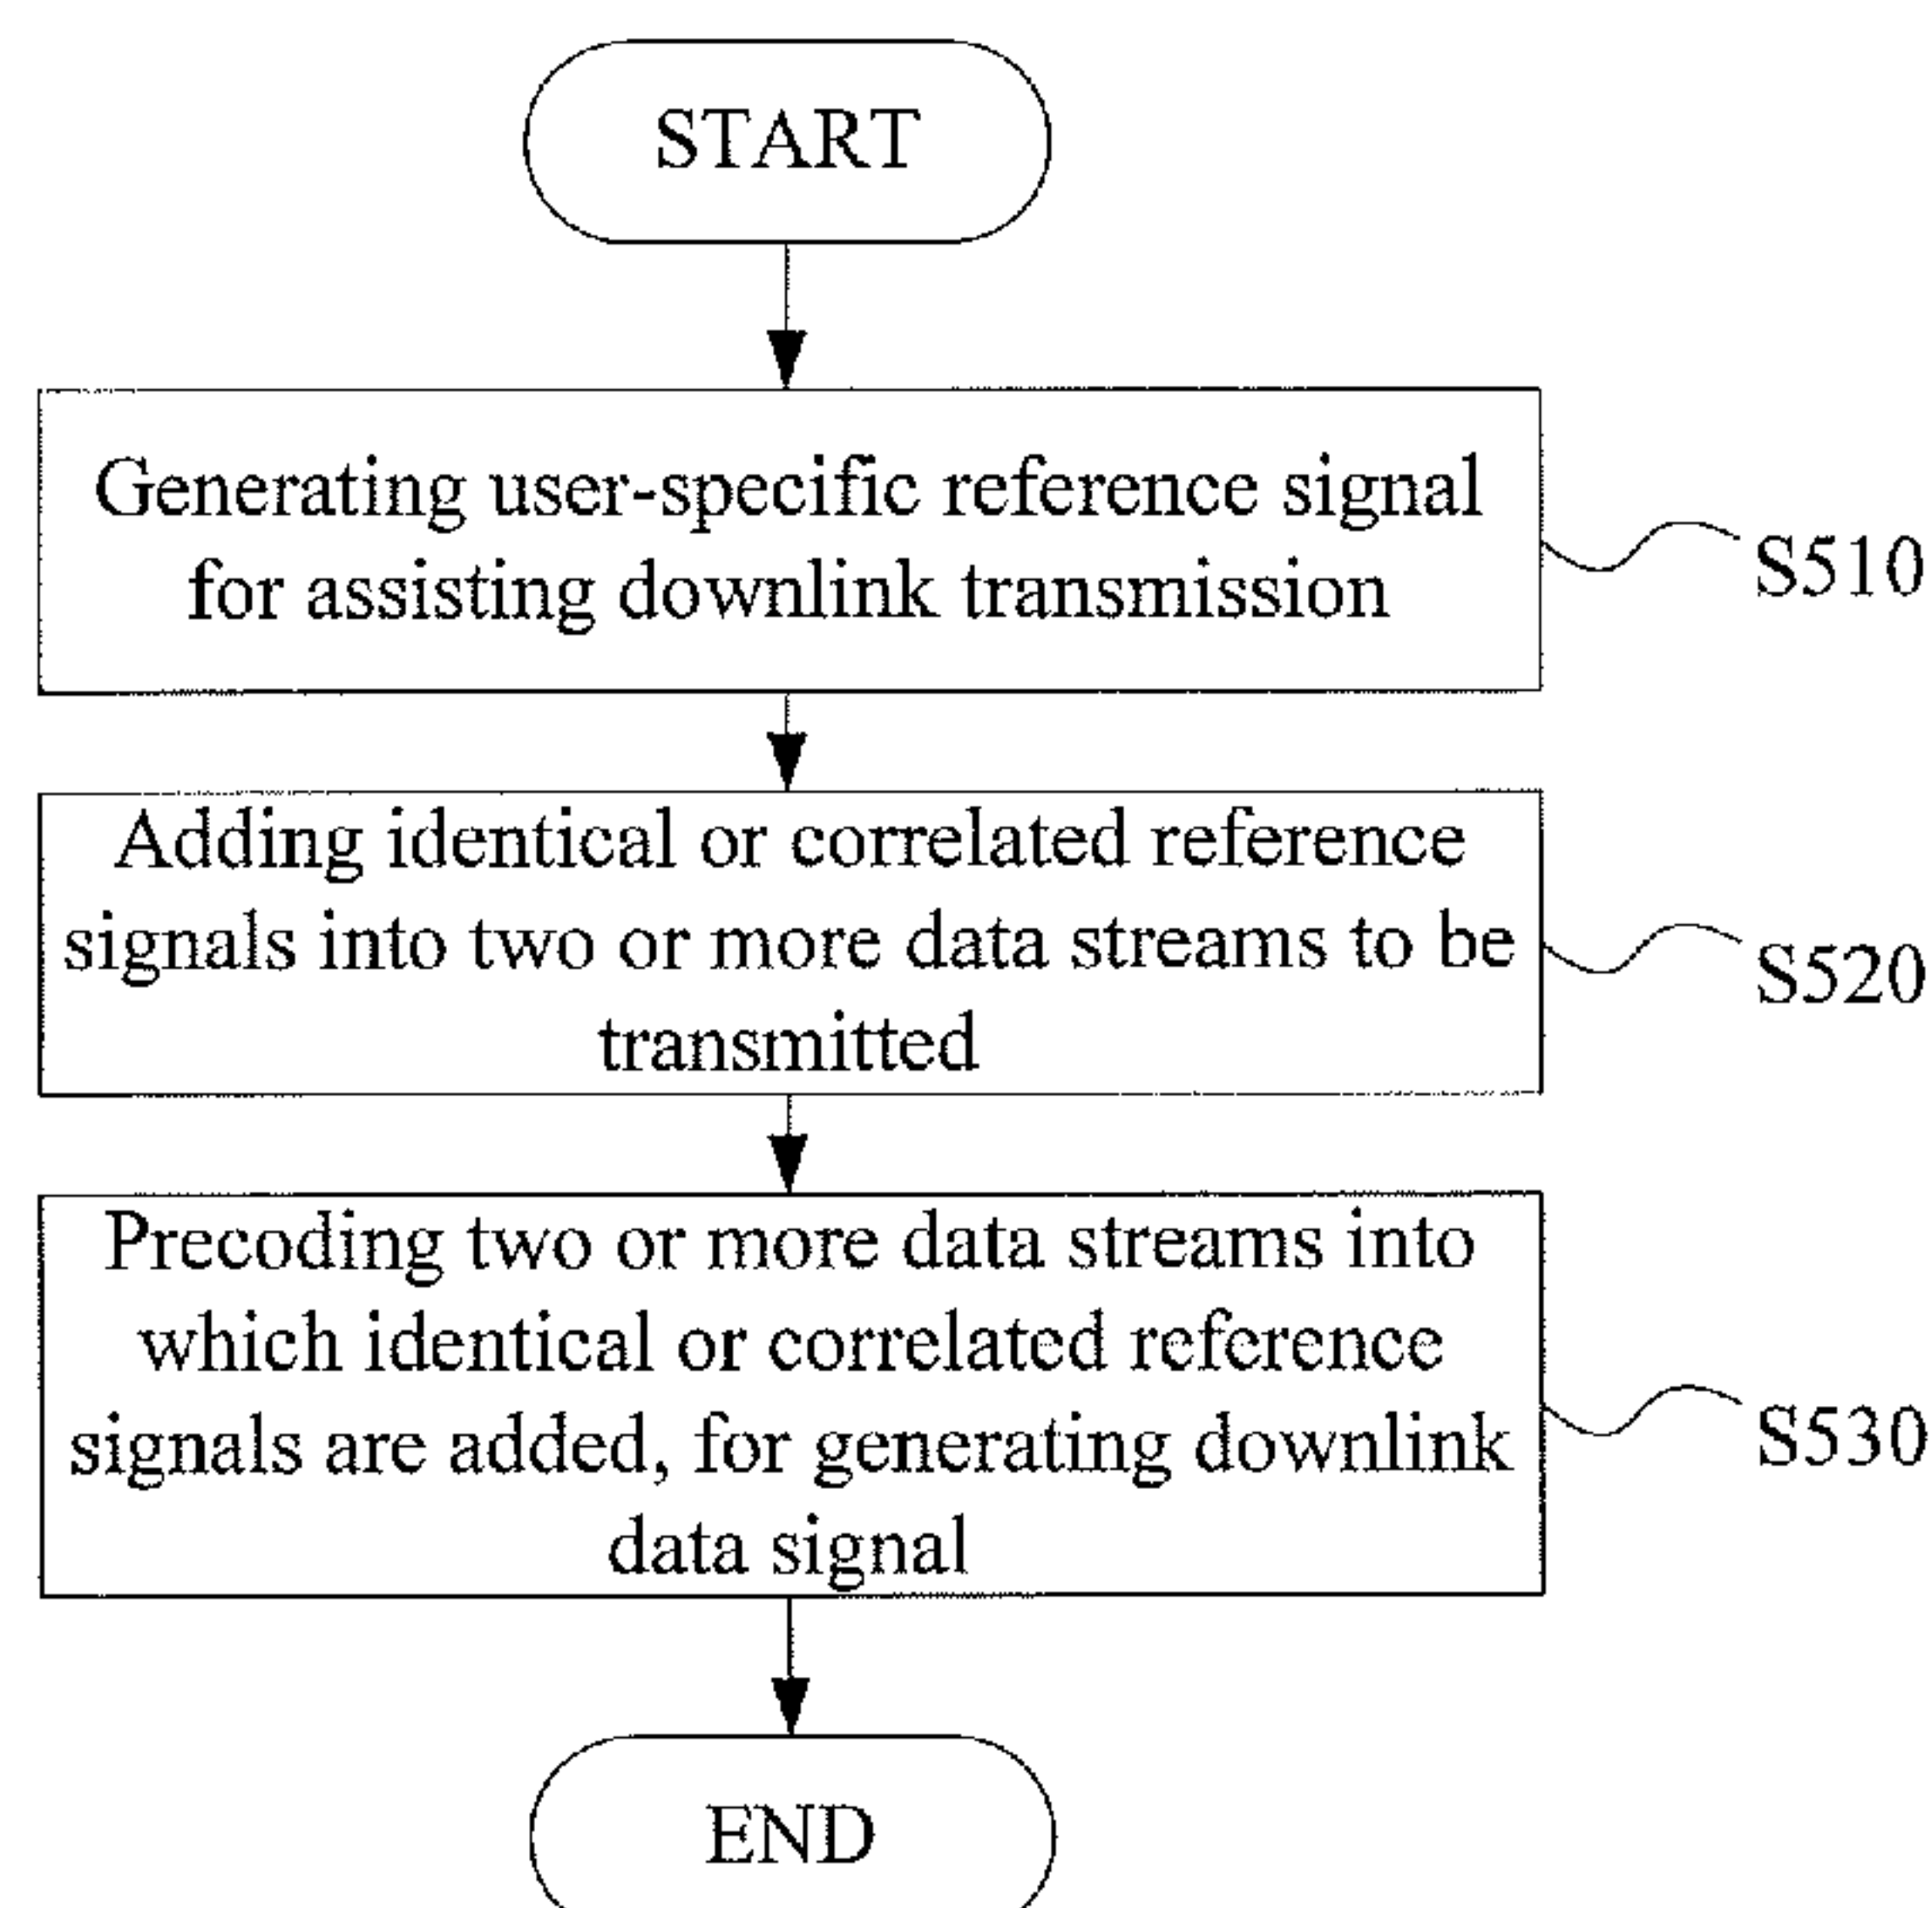 START
Generating user-specific reference signal
for assisting downlink transmission
S510
Adding identical or correlated reference
signals into two or more data streams to be
transmitted
S520
Precoding two or more data streams into
which identical or correlated reference
signals are added, for generating downlink
data signal
S530
END